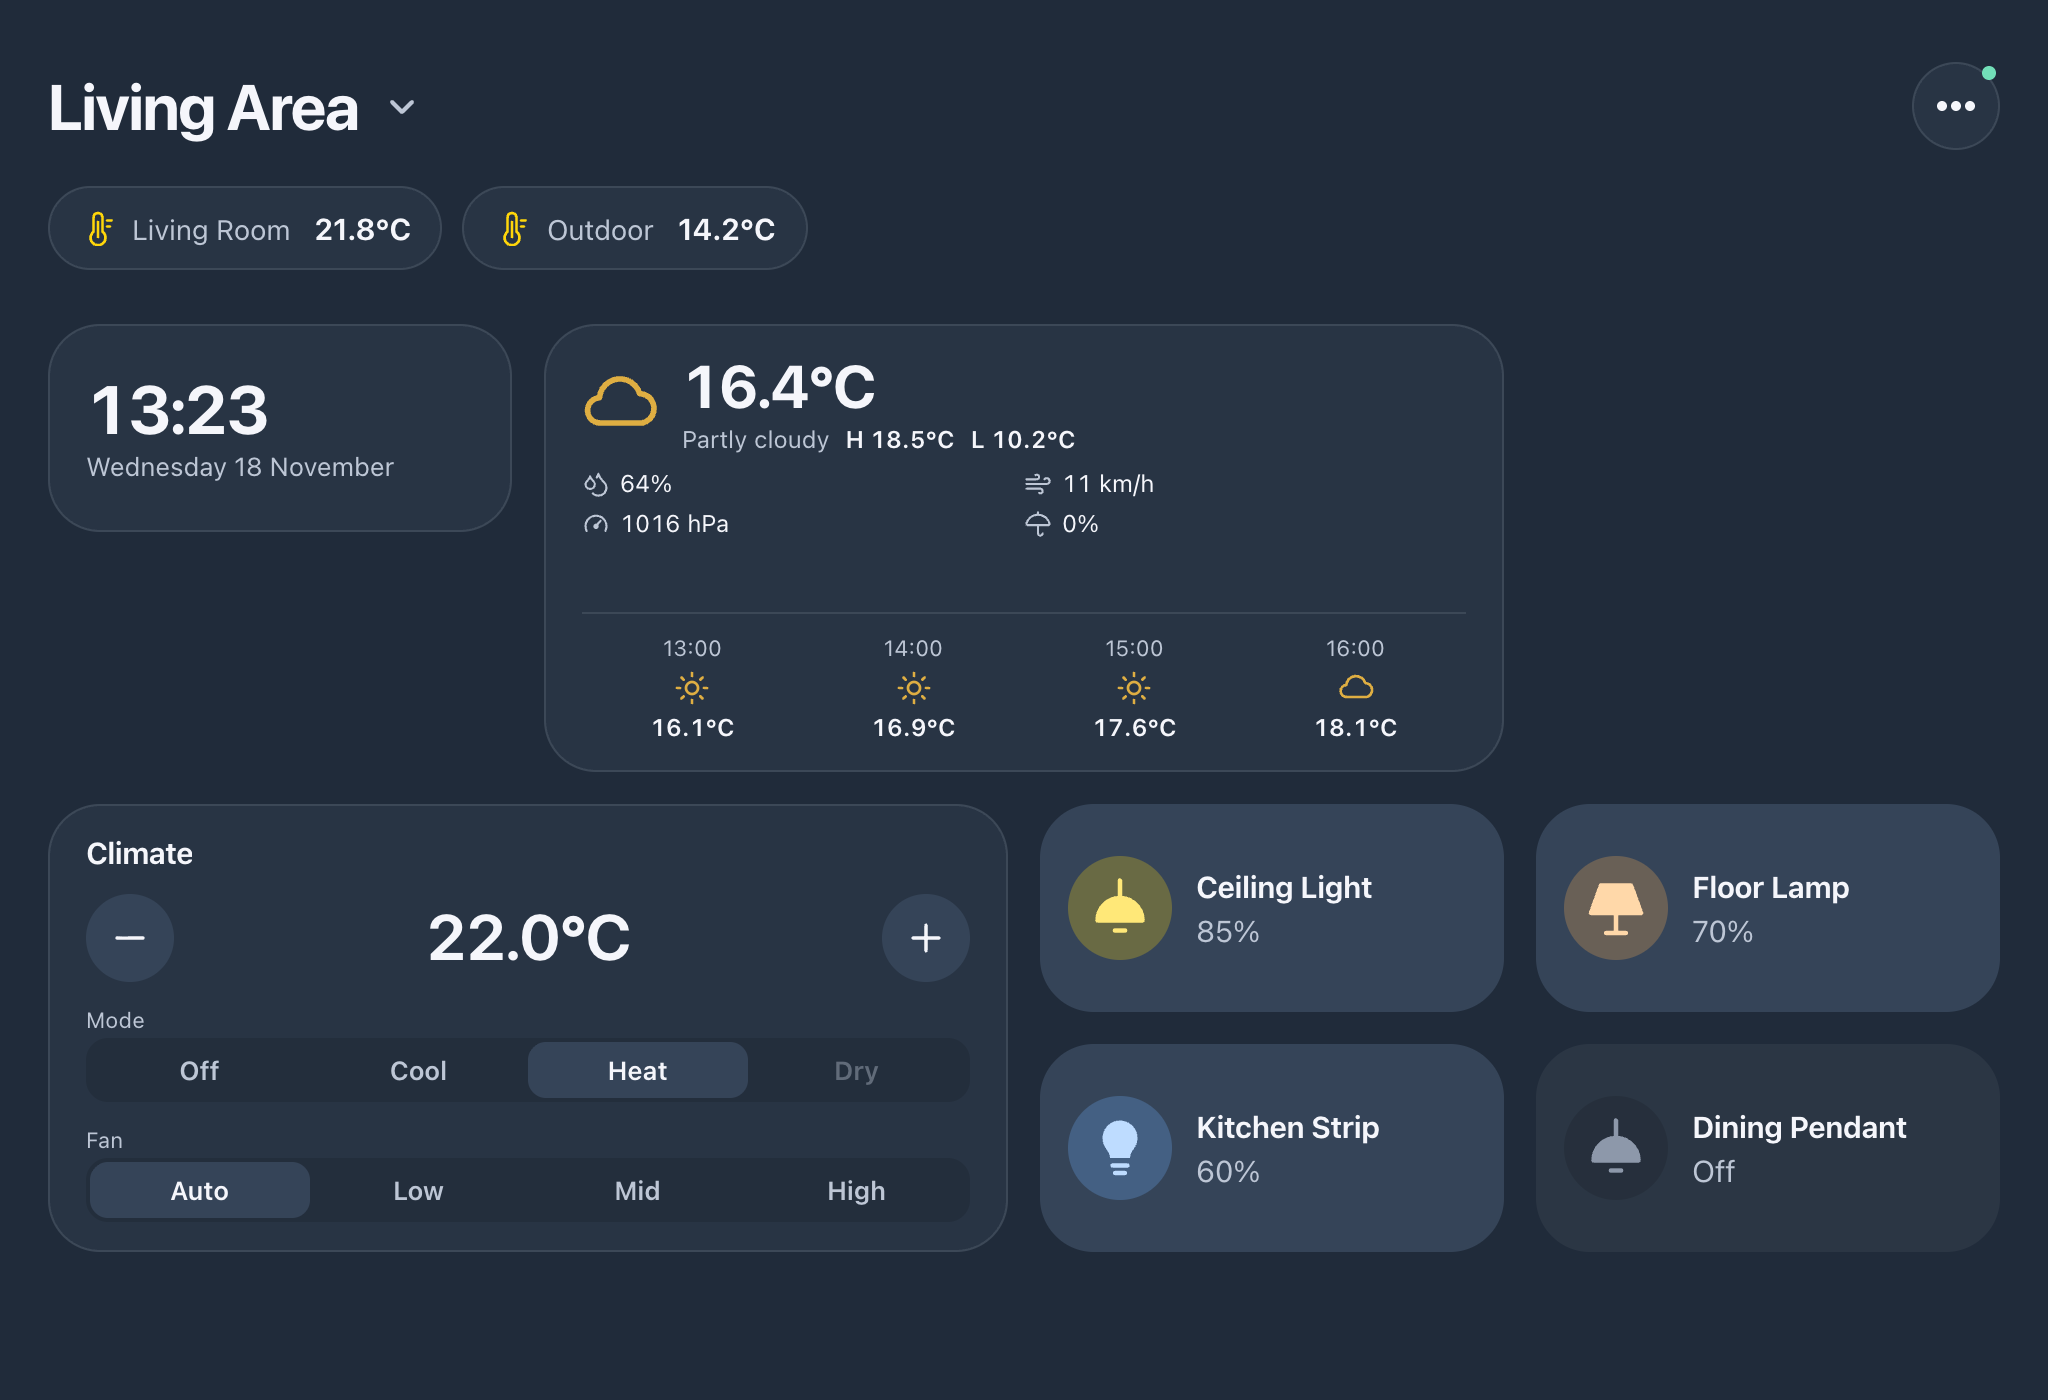 Living Area
Living Room 21.8°C
Outdoor 14.2°C
13:23
Wednesday 18 November
16.4°C
Partly cloudy H 18.5°C L 10.2°C
64%
11 km/h
1016 hPa
0%
13:00 14:00 15:00 16:00
16.1°C 16.9°C 17.6°C 18.1°C
Climate
22.0°C
Mode
Off Cool Heat Dry
Fan
Auto Low Mid High
Ceiling Light
85%
Floor Lamp
70%
Kitchen Strip
60%
Dining Pendant
Off